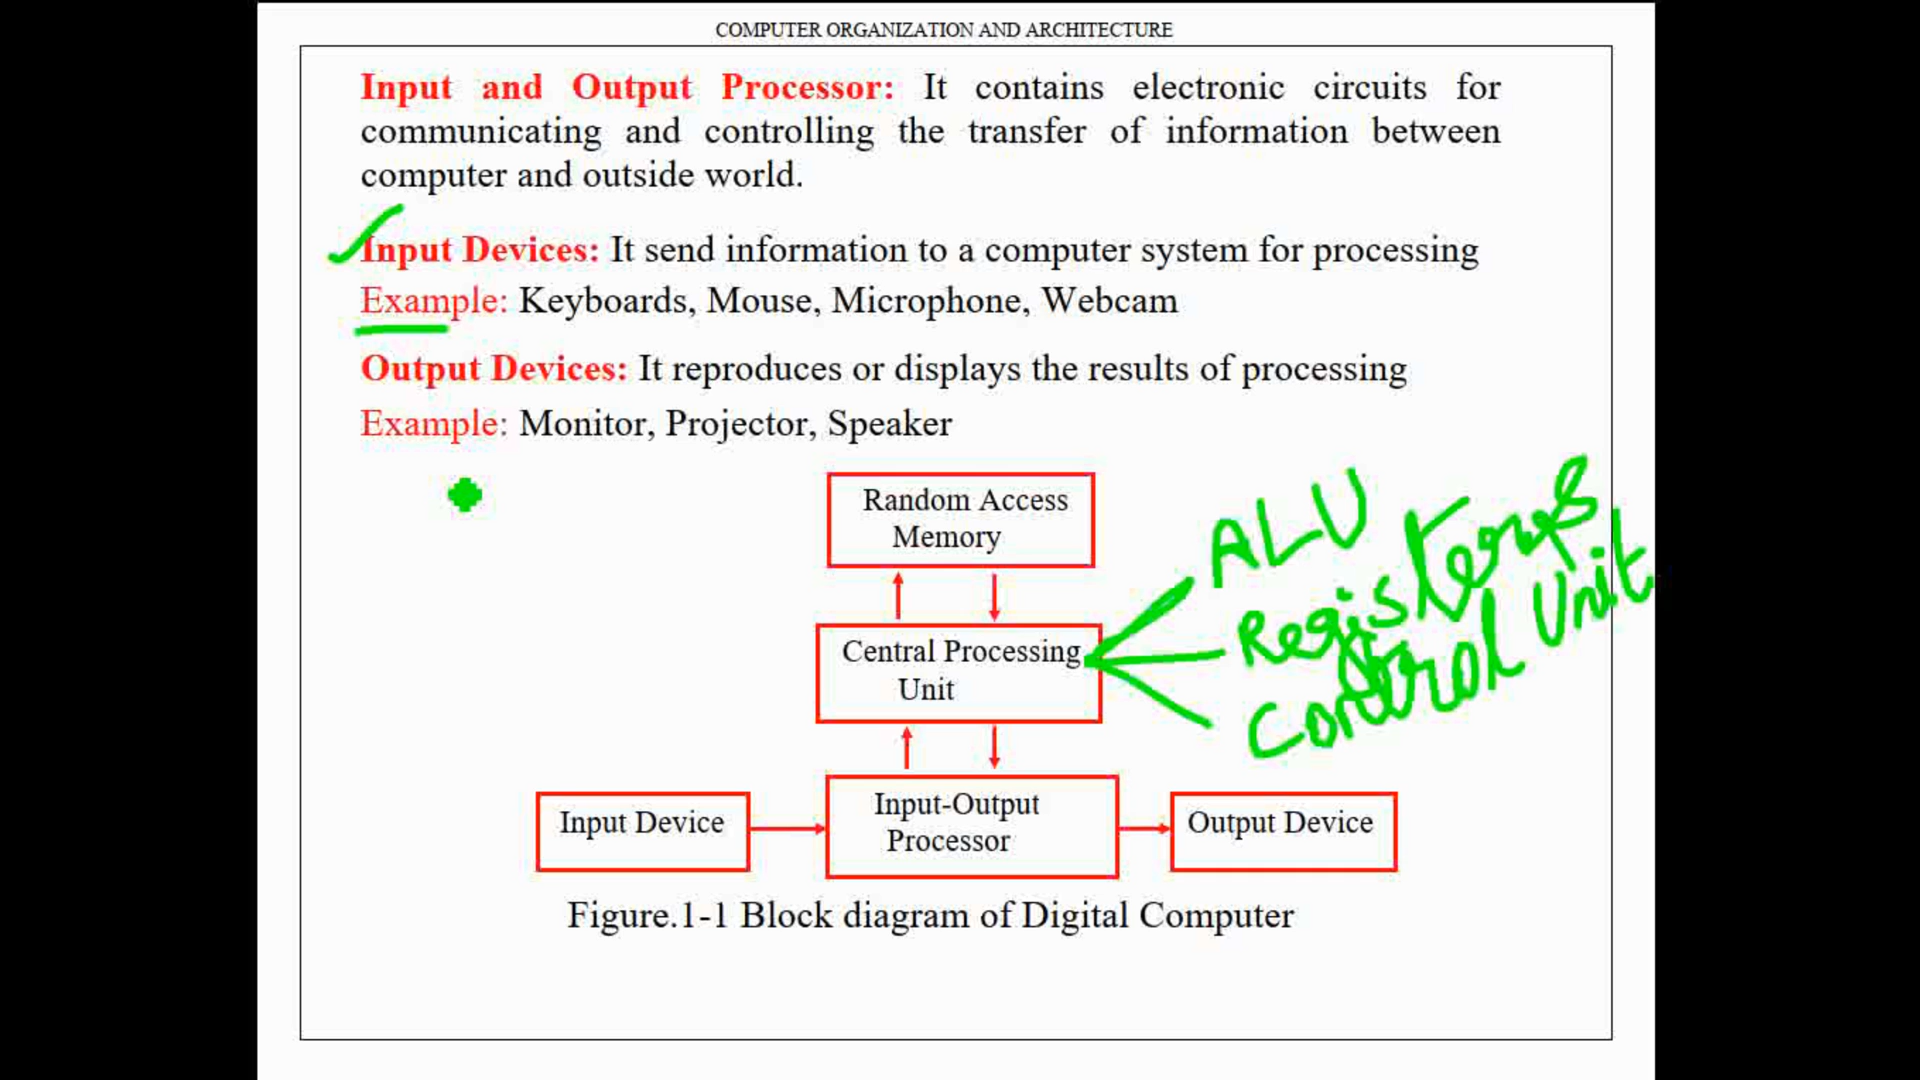 COMPUTER ORGANIZATION AND ARCHITECTURE
Input and Output Processor: It contains electronic circuits for
communicating and controlling the transfer of information between
computer and outside world.
Input Devices: It send information to a computer system for processing
Example: Keyboards, Mouse, Microphone, Webcam
Output Devices: It reproduces or displays the results of processing
Example: Monitor, Projector, Speaker
Random Access
Memory
ALU
Registers
Control Unit
Central Processing
Unit
Input Device
Input-Output
Processor
Output Device
Figure.1-1 Block diagram of Digital Computer